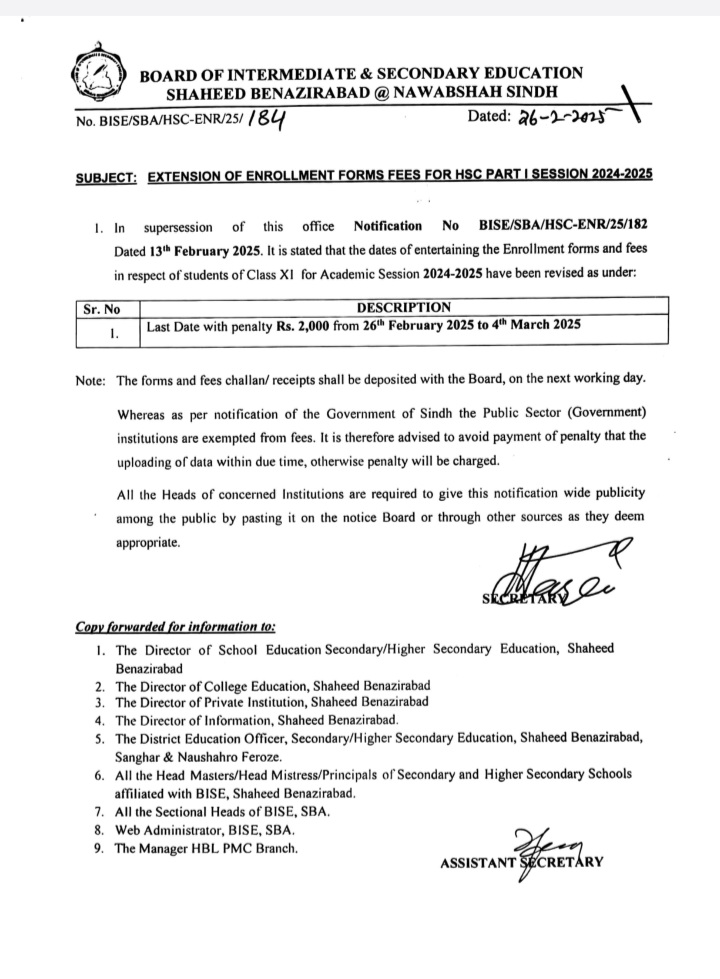 BOARD OF INTERMEDIATE & SECONDARY EDUCATION
SHAHEED BENAZIRABAD @ NAWABSHAH SINDH
No. BISE/SBA/HSC-ENR/25/ 184 Dated: 26-2-2025
SUBJECT: EXTENSION OF ENROLLMENT FORMS FEES FOR HSC PART I SESSION 2024-2025
1. In supersession of this office Notification No BISE/SBA/HSC-ENR/25/182
Dated 13th February 2025. It is stated that the dates of entertaining the Enrollment forms and fees
in respect of students of Class XI for Academic Session 2024-2025 have been revised as under:
Sr. No DESCRIPTION
1. Last Date with penalty Rs. 2,000 from 26th February 2025 to 4th March 2025
Note: The forms and fees challan/ receipts shall be deposited with the Board, on the next working day.
Whereas as per notification of the Government of Sindh the Public Sector (Government)
institutions are exempted from fees. It is therefore advised to avoid payment of penalty that the
uploading of data within due time, otherwise penalty will be charged.
All the Heads of concerned Institutions are required to give this notification wide publicity
among the public by pasting it on the notice Board or through other sources as they deem
appropriate.
SECRETARY
Copy forwarded for information to:
1. The Director of School Education Secondary/Higher Secondary Education, Shaheed
Benazirabad
2. The Director of College Education, Shaheed Benazirabad
3. The Director of Private Institution, Shaheed Benazirabad
4. The Director of Information, Shaheed Benazirabad.
5. The District Education Officer, Secondary/Higher Secondary Education, Shaheed Benazirabad,
Sanghar & Naushahro Feroze.
6. All the Head Masters/Head Mistress/Principals of Secondary and Higher Secondary Schools
affiliated with BISE, Shaheed Benazirabad.
7. All the Sectional Heads of BISE, SBA.
8. Web Administrator, BISE, SBA.
9. The Manager HBL PMC Branch.
ASSISTANT SECRETARY